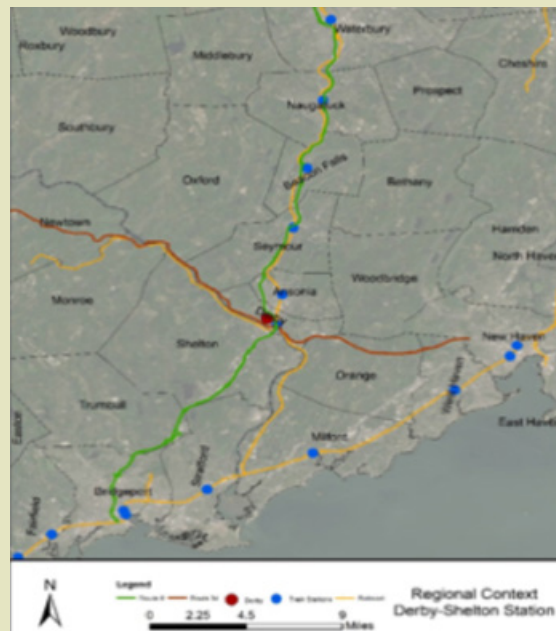 Woodbury
Roxbury
Waterbury
Middlebury
Cheshire
Naugatuck
Prospect
Southbury
Beacon Falls
Oxford
Bethany
Newtown
Hamden
Seymour
North Haven
Woodbridge
Ansonia
Monroe
Derby
Shelton
New Haven
Orange
West Haven
Trumbull
Easton
East Haven
Milford
Stratford
Bridgeport
Fairfield
N
Legend
Route 8
Route 34
Derby
Train Stations
Railroad
Regional Context
Derby-Shelton Station
0 2.25 4.5 9
Miles